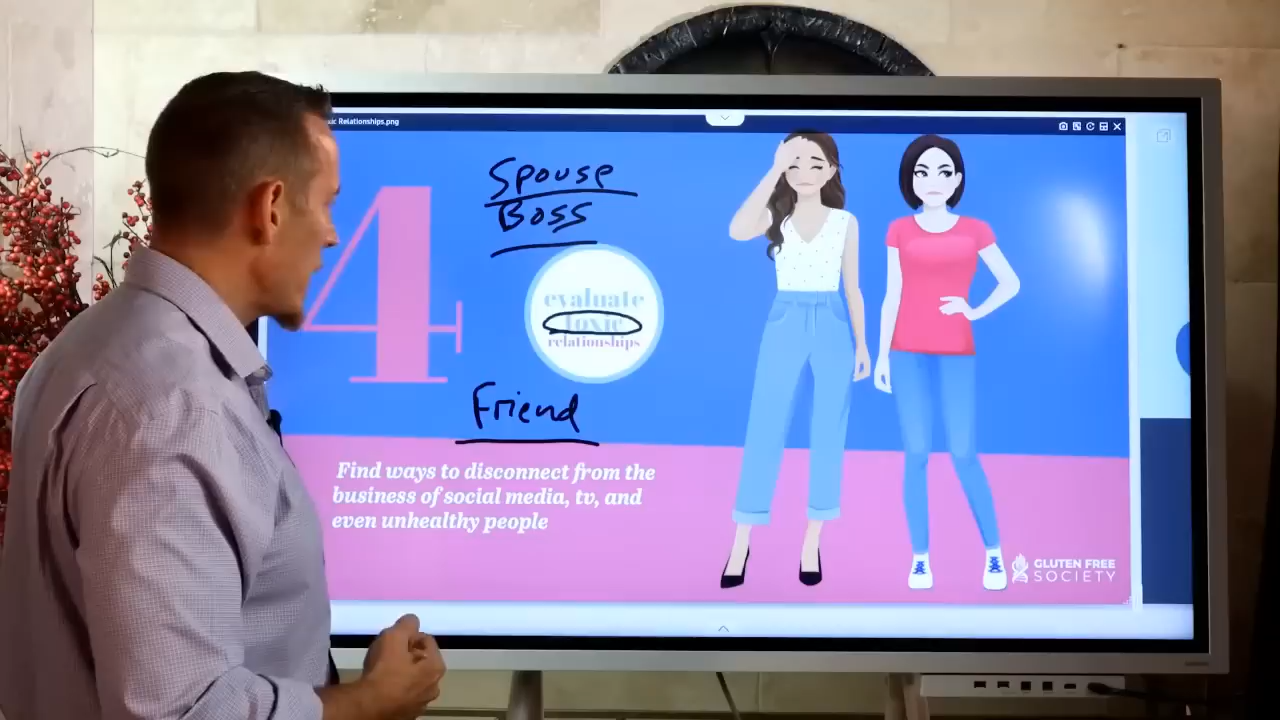 Relationships.png
4
Spouse
Boss
evaluate
toxic
relationships
Friend
Find ways to disconnect from the
business of social media, tv, and
even unhealthy people
GLUTEN FREE
SOCIETY